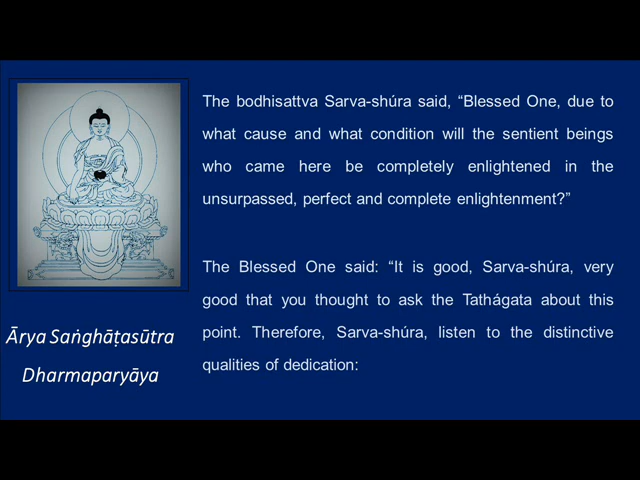 The bodhisattva Sarva-shúra said, “Blessed One, due to
what cause and what condition will the sentient beings
who came here be completely enlightened in the
unsurpassed, perfect and complete enlightenment?”
The Blessed One said: “It is good, Sarva-shúra, very
good that you thought to ask the Tathágata about this
point. Therefore, Sarva-shúra, listen to the distinctive
qualities of dedication:
Ārya Saṅghāṭasūtra
Dharmaparyāya